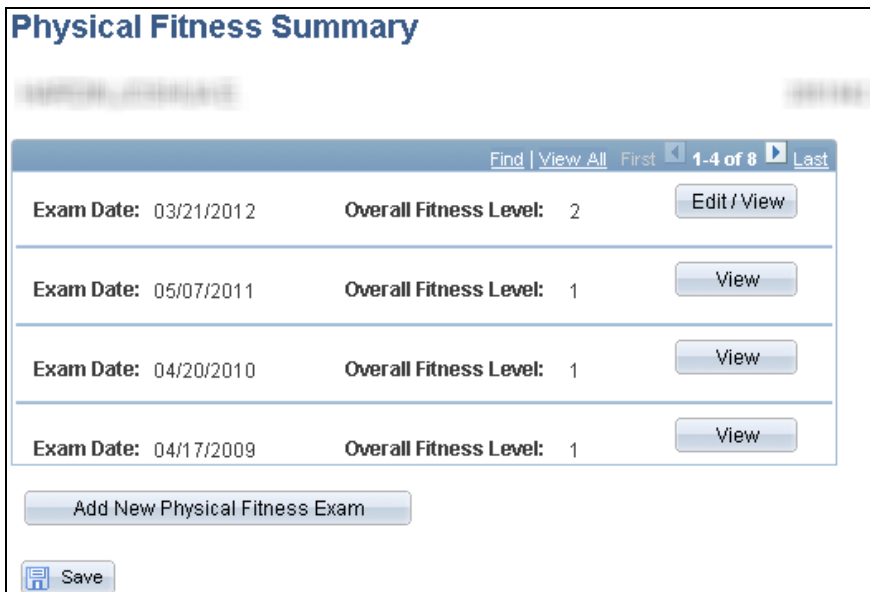 Physical Fitness Summary
Find | View All First 1-4 of 8 Last
Exam Date: 03/21/2012 Overall Fitness Level: 2 Edit / View
Exam Date: 05/07/2011 Overall Fitness Level: 1 View
Exam Date: 04/20/2010 Overall Fitness Level: 1 View
Exam Date: 04/17/2009 Overall Fitness Level: 1 View
Add New Physical Fitness Exam
Save